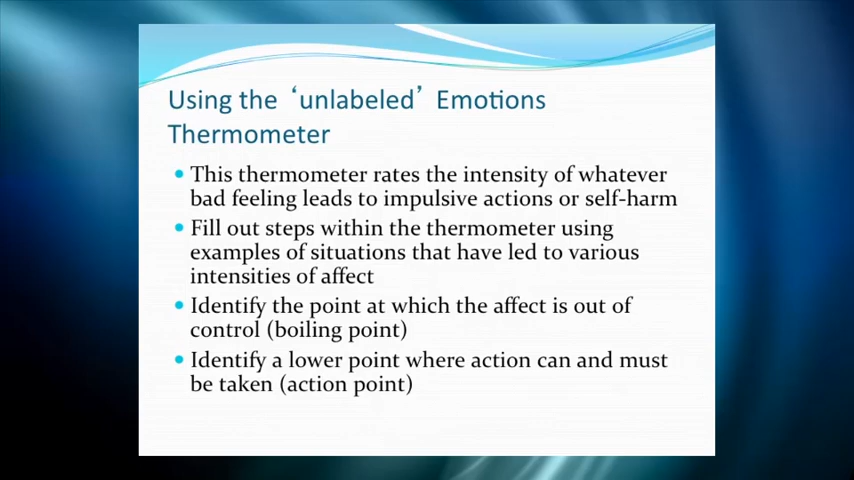 Using the ‘unlabeled’ Emotions
Thermometer
• This thermometer rates the intensity of whatever
bad feeling leads to impulsive actions or self-harm
• Fill out steps within the thermometer using
examples of situations that have led to various
intensities of affect
• Identify the point at which the affect is out of
control (boiling point)
• Identify a lower point where action can and must
be taken (action point)